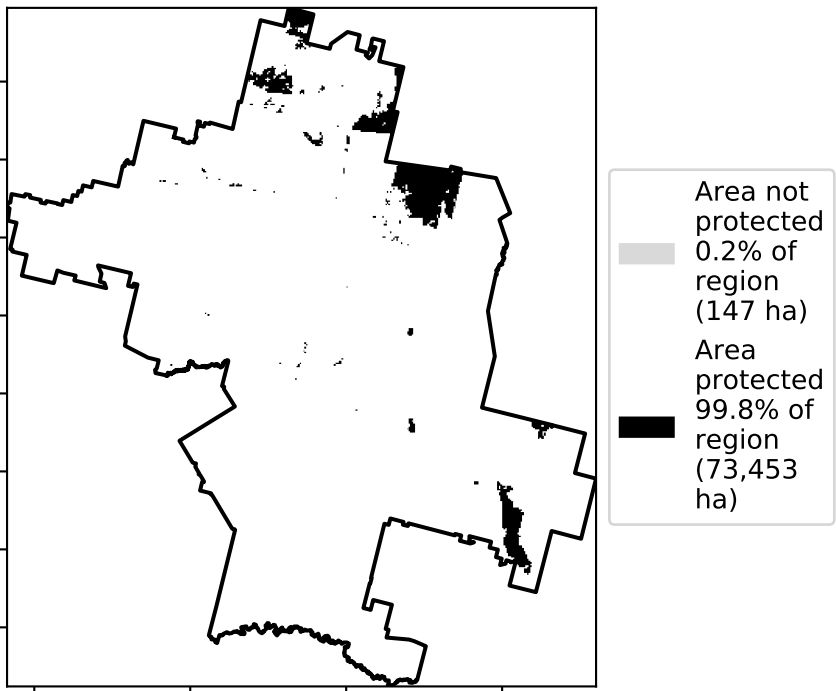 Area not
protected
0.2% of
region
(147 ha)
Area
protected
99.8% of
region
(73,453
ha)